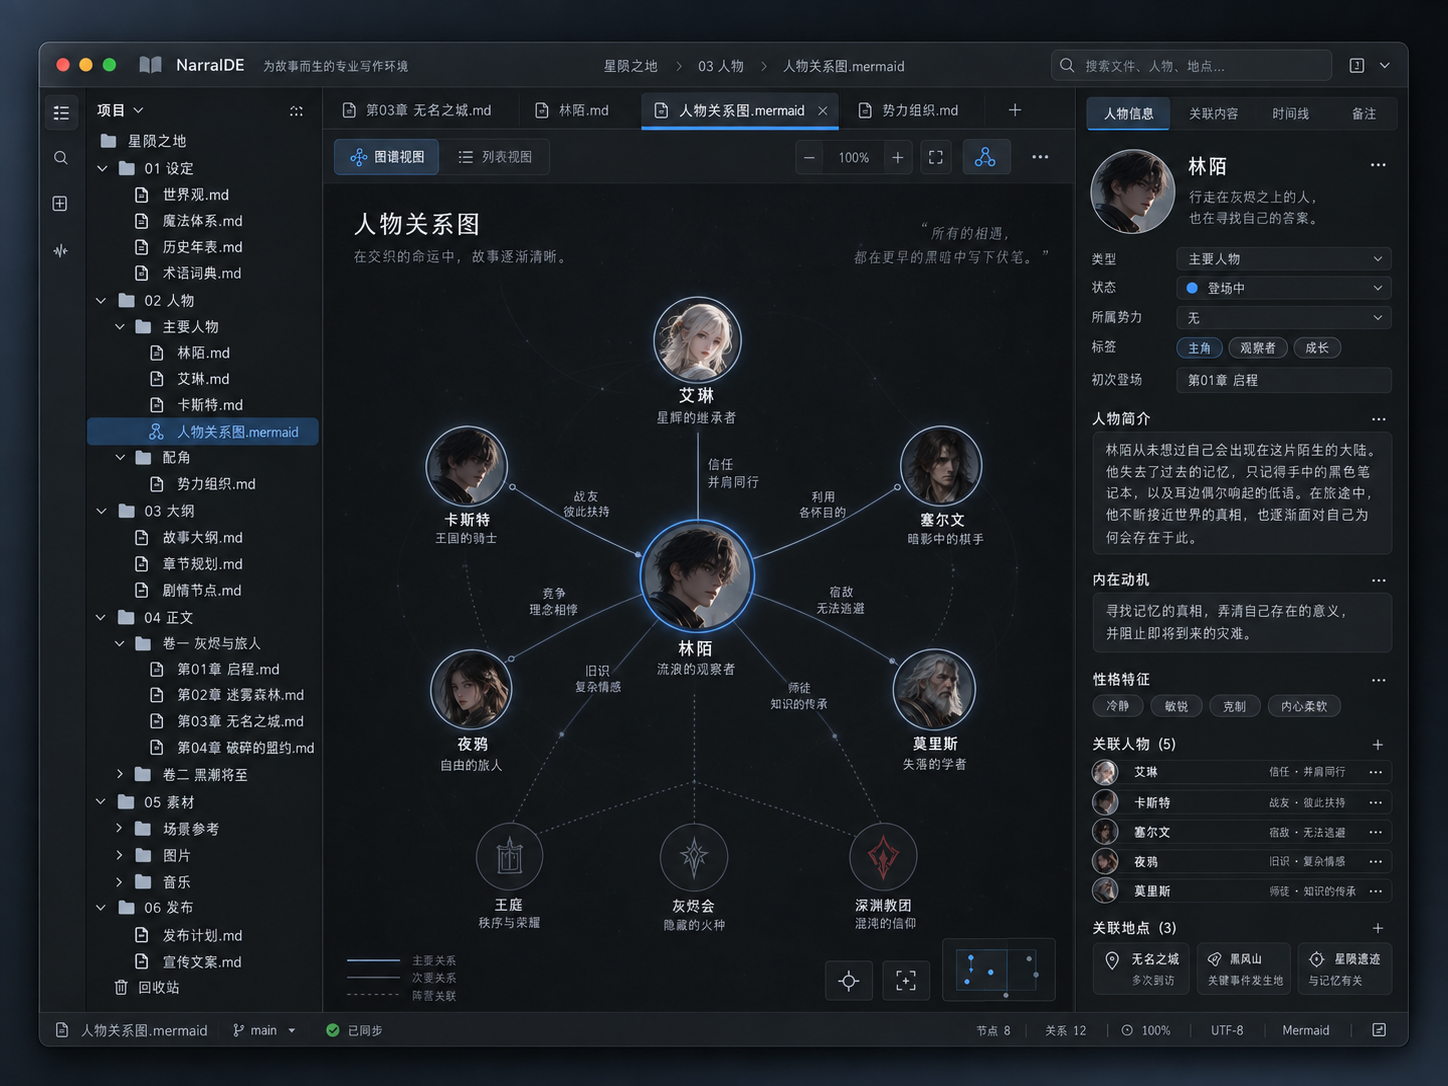 NarralDE
为故事而生的专业写作环境
星陨之地 > 03 人物 > 人物关系图.mermaid
搜索文件、人物、地点...
项目
星陨之地
01 设定
世界观.md
魔法体系.md
历史年表.md
术语词典.md
02 人物
主要人物
林陌.md
艾琳.md
卡斯特.md
人物关系图.mermaid
配角
势力组织.md
03 大纲
故事大纲.md
章节规划.md
剧情节点.md
04 正文
卷一 灰烬与旅人
第01章 启程.md
第02章 迷雾森林.md
第03章 无名之城.md
第04章 破碎的盟约.md
卷二 黑潮将至
05 素材
场景参考
图片
音乐
06 发布
发布计划.md
宣传文案.md
回收站
第03章 无名之城.md
林陌.md
人物关系图.mermaid
势力组织.md
图谱视图
列表视图
100%
人物关系图
在交织的命运中，故事逐渐清晰。
“所有的相遇，
都在更早的黑暗中写下伏笔。”
艾琳
星辉的继承者
信任
并肩同行
卡斯特
王国的骑士
战友
彼此扶持
利用
各怀目的
塞尔文
暗影中的棋手
竞争
理念相悖
宿敌
无法逃避
林陌
流浪的观察者
旧识
复杂情感
师徒
知识的传承
夜鸦
自由的旅人
莫里斯
失落的学者
王庭
秩序与荣耀
灰烬会
隐藏的火种
深渊教团
混沌的信仰
主要关系
次要关系
阵营关联
人物信息
关联内容
时间线
备注
林陌
行走在灰烬之上的人，
也在寻找自己的答案。
类型
主要人物
状态
登场中
所属势力
无
标签
主角
观察者
成长
初次登场
第01章 启程
人物简介
林陌从未想过自己会出现在这片陌生的大陆。
他失去了过去的记忆，只记得手中的黑色笔
记本，以及耳边偶尔响起的低语。在旅途中，
他不断接近世界的真相，也逐渐面对自己为
何会存在于此。
内在动机
寻找记忆的真相，弄清自己存在的意义，
并阻止即将到来的灾难。
性格特征
冷静
敏锐
克制
内心柔软
关联人物 (5)
艾琳 信任·并肩同行
卡斯特 战友·彼此扶持
塞尔文 宿敌·无法逃避
夜鸦 旧识·复杂情感
莫里斯 师徒·知识的传承
关联地点 (3)
无名之城
多次到访
黑风山
关键事件发生地
星陨遗迹
与记忆有关
人物关系图.mermaid
main
已同步
节点 8
关系 12
100%
UTF-8
Mermaid